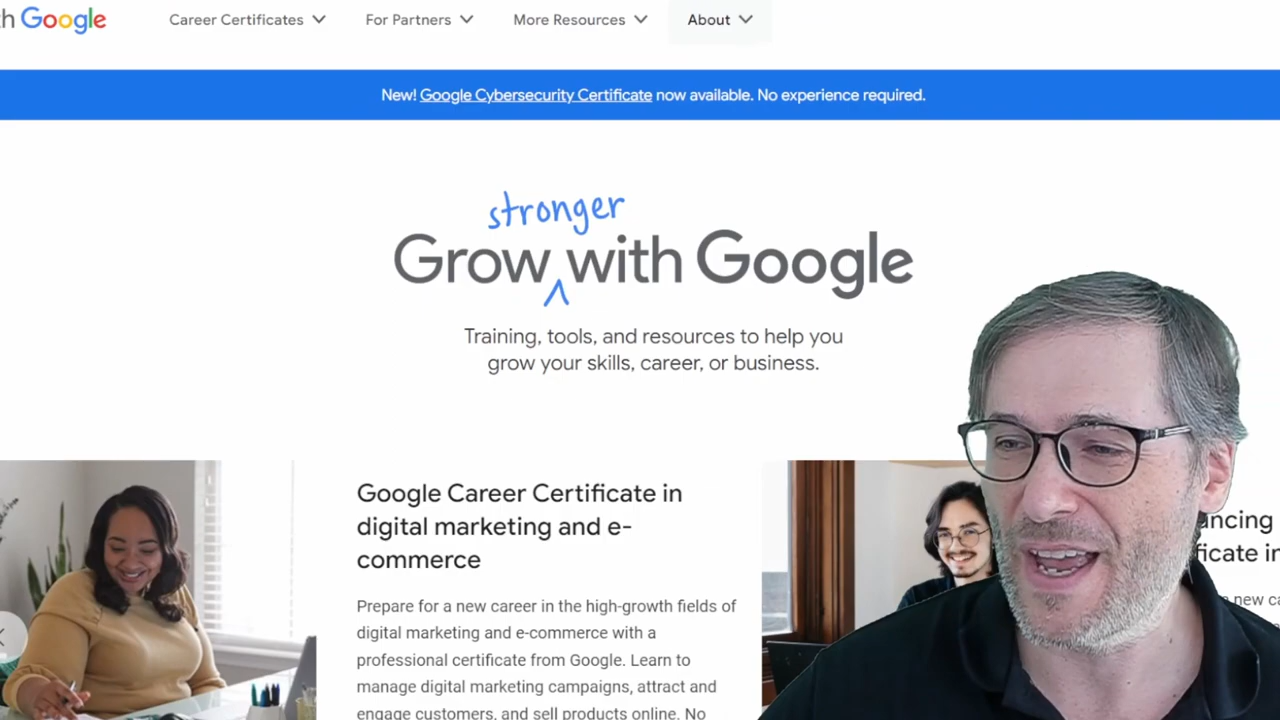 Google
Career Certificates
For Partners
More Resources
About
New! Google Cybersecurity Certificate now available. No experience required.
stronger
Grow with Google
Training, tools, and resources to help you
grow your skills, career, or business.
Google Career Certificate in
digital marketing and e-
commerce
Prepare for a new career in the high-growth fields of
digital marketing and e-commerce with a
professional certificate from Google. Learn to
manage digital marketing campaigns, attract and
engage customers, and sell products online. No
new